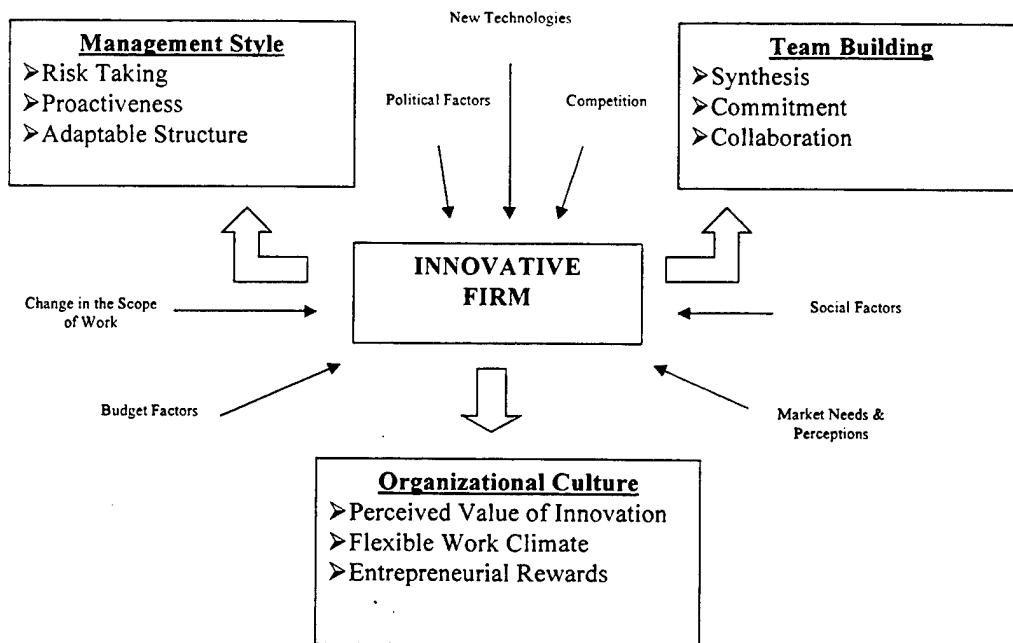 New Technologies
Management Style
➢Risk Taking
➢Proactiveness
➢Adaptable Structure
Political Factors
Competition
Team Building
➢Synthesis
➢Commitment
➢Collaboration
INNOVATIVE
FIRM
Change in the Scope
of Work
Social Factors
Budget Factors
Market Needs &
Perceptions
Organizational Culture
➢Perceived Value of Innovation
➢Flexible Work Climate
➢Entrepreneurial Rewards